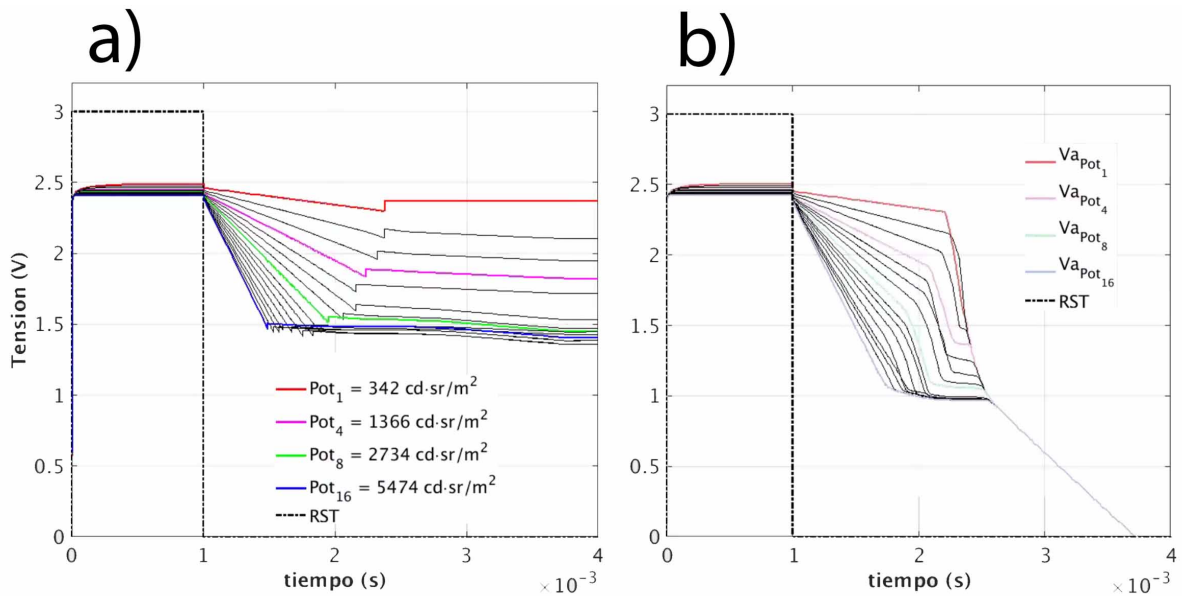 a)
3
2.5
2
1.5
1
0.5
0
Tension (V)
Pot1 = 342 cd·sr/m2
Pot4 = 1366 cd·sr/m2
Pot8 = 2734 cd·sr/m2
Pot16 = 5474 cd·sr/m2
RST
0 1 2 3 4
tiempo (s)
×10-3
b)
3
2.5
2
1.5
1
0.5
0
VaPot1
VaPot4
VaPot8
VaPot16
RST
0 1 2 3 4
tiempo (s)
×10-3